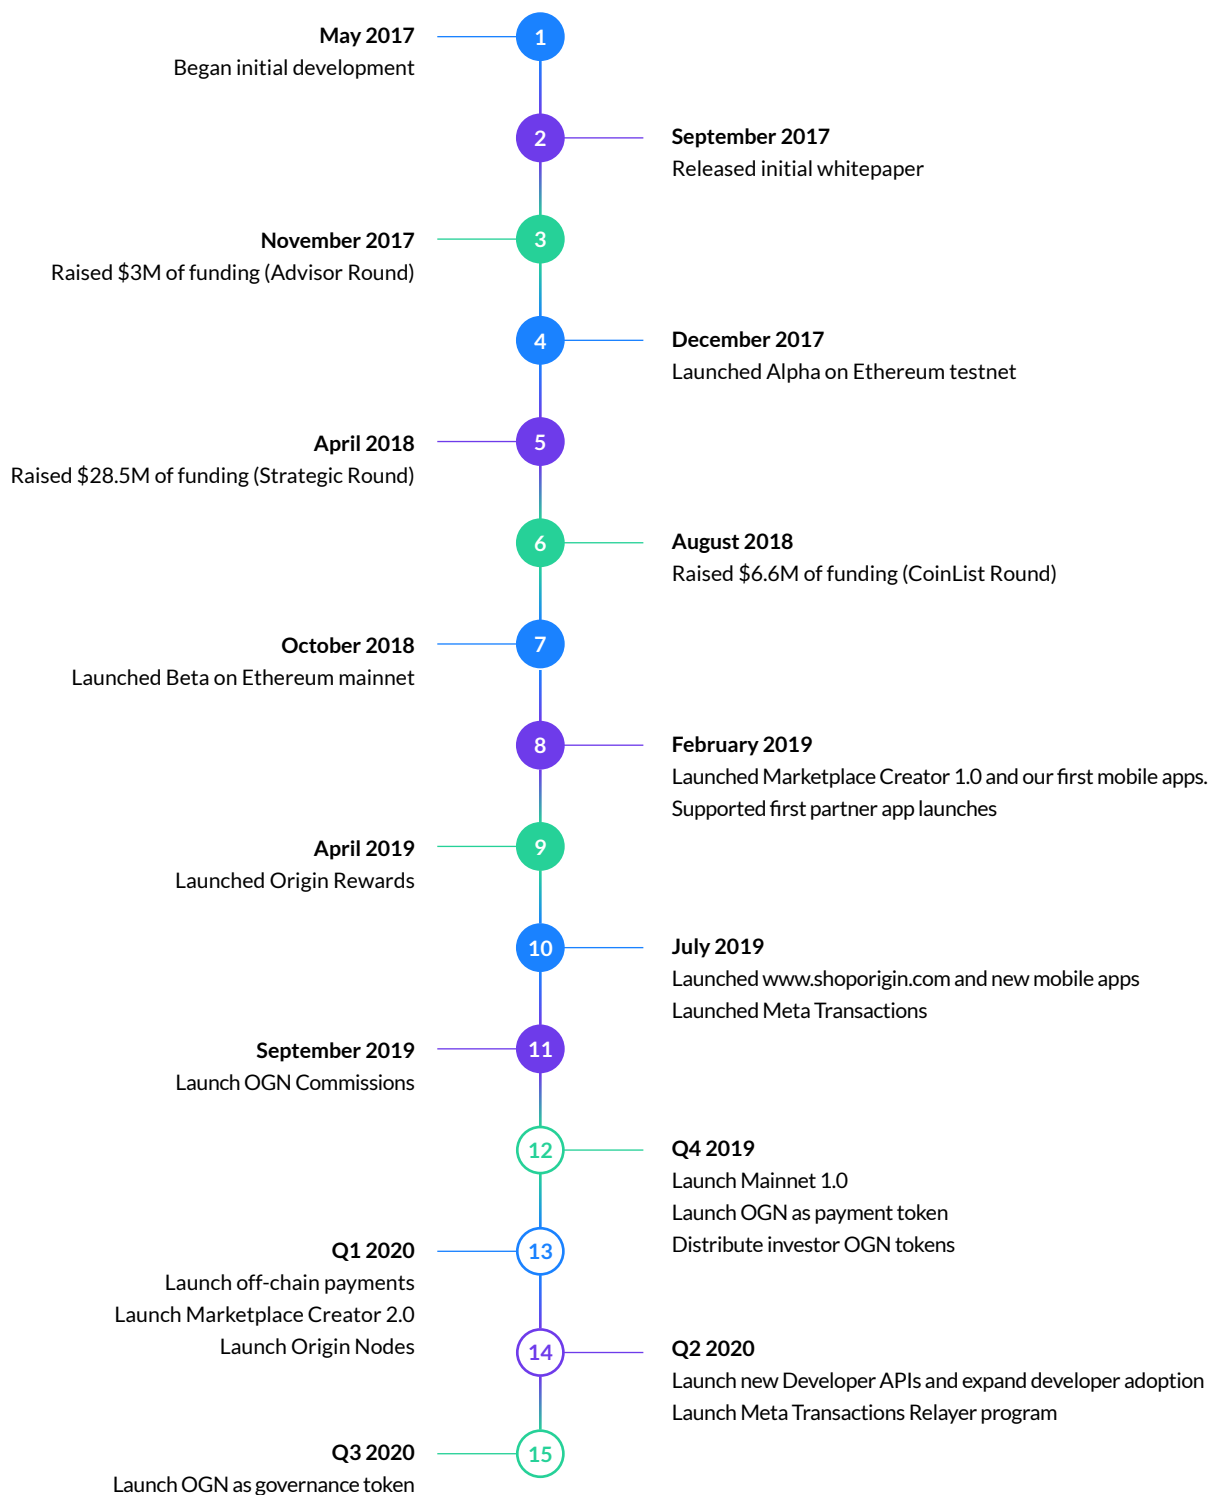 1
May 2017
Began initial development
2
September 2017
Released initial whitepaper
3
November 2017
Raised $3M of funding (Advisor Round)
4
December 2017
Launched Alpha on Ethereum testnet
5
April 2018
Raised $28.5M of funding (Strategic Round)
6
August 2018
Raised $6.6M of funding (CoinList Round)
7
October 2018
Launched Beta on Ethereum mainnet
8
February 2019
Launched Marketplace Creator 1.0 and our first mobile apps.
Supported first partner app launches
9
April 2019
Launched Origin Rewards
10
July 2019
Launched www.shoporigin.com and new mobile apps
Launched Meta Transactions
11
September 2019
Launch OGN Commissions
12
Q4 2019
Launch Mainnet 1.0
Launch OGN as payment token
Distribute investor OGN tokens
13
Q1 2020
Launch off-chain payments
Launch Marketplace Creator 2.0
Launch Origin Nodes
14
Q2 2020
Launch new Developer APIs and expand developer adoption
Launch Meta Transactions Relayer program
15
Q3 2020
Launch OGN as governance token